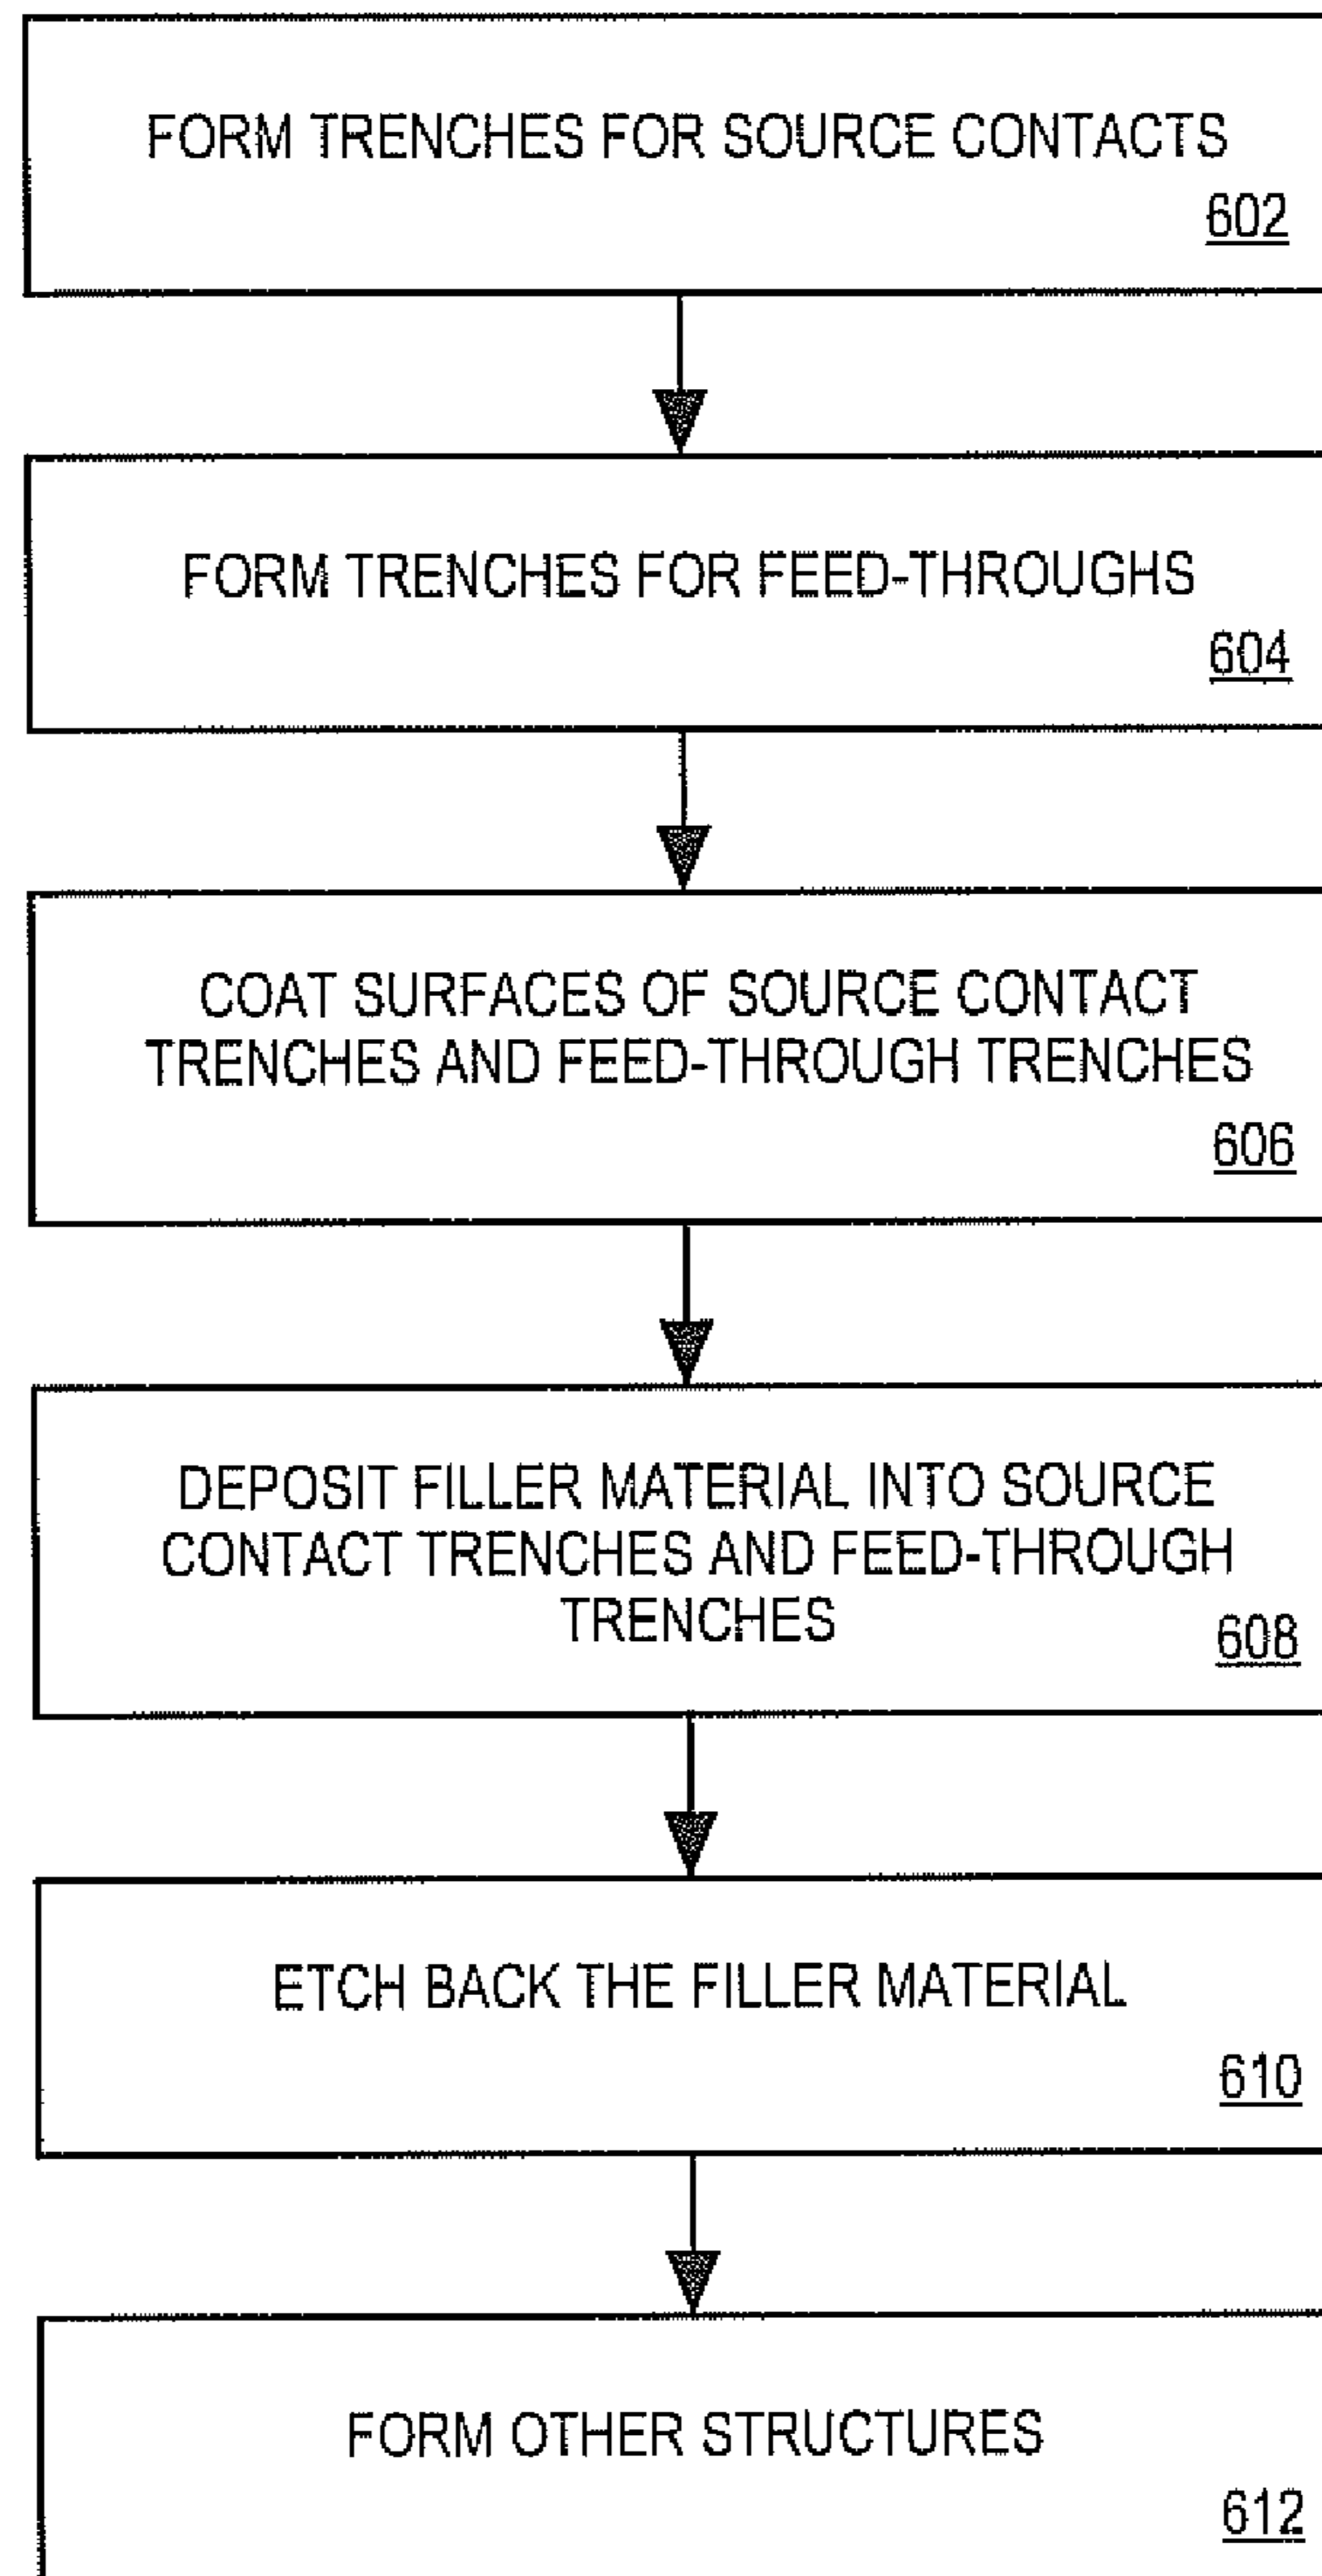 FORM TRENCHES FOR SOURCE CONTACTS
602
FORM TRENCHES FOR FEED-THROUGHS
604
COAT SURFACES OF SOURCE CONTACT
TRENCHES AND FEED-THROUGH TRENCHES
606
DEPOSIT FILLER MATERIAL INTO SOURCE
CONTACT TRENCHES AND FEED-THROUGH
TRENCHES
608
ETCH BACK THE FILLER MATERIAL
610
FORM OTHER STRUCTURES
612